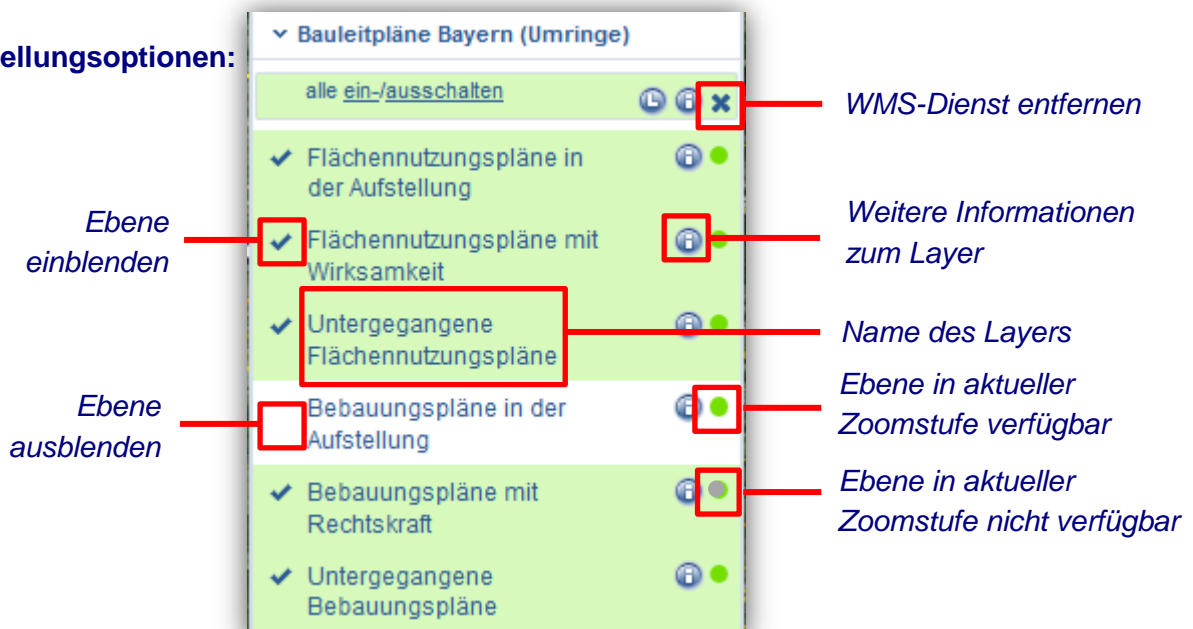 ellungsoptionen:
Bauleitpläne Bayern (Umringe)
alle ein-/ausschalten
WMS-Dienst entfernen
Flächennutzungspläne in
der Aufstellung
Ebene
einblenden
Flächennutzungspläne mit
Wirksamkeit
Weitere Informationen
zum Layer
Untergegangene
Flächennutzungspläne
Name des Layers
Ebene
ausblenden
Bebauungspläne in der
Aufstellung
Ebene in aktueller
Zoomstufe verfügbar
Bebauungspläne mit
Rechtskraft
Ebene in aktueller
Zoomstufe nicht verfügbar
Untergegangene
Bebauungspläne